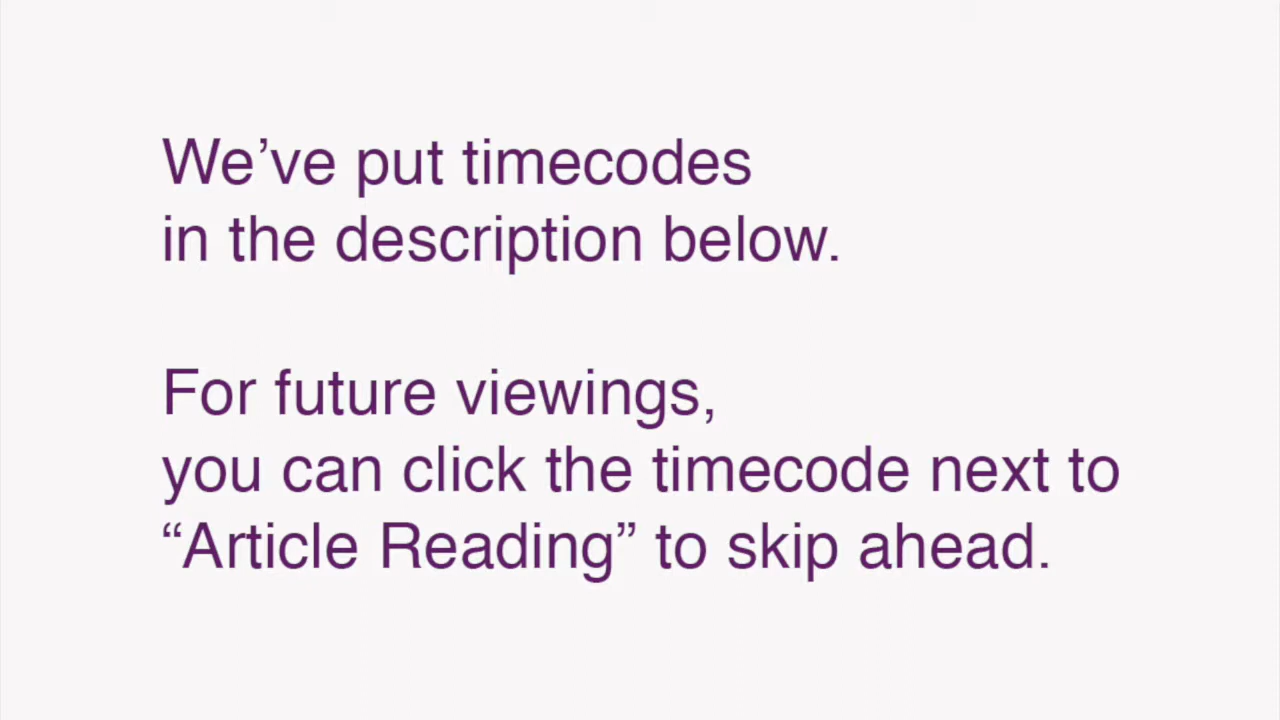 We’ve put timecodes
in the description below.
For future viewings,
you can click the timecode next to
“Article Reading” to skip ahead.